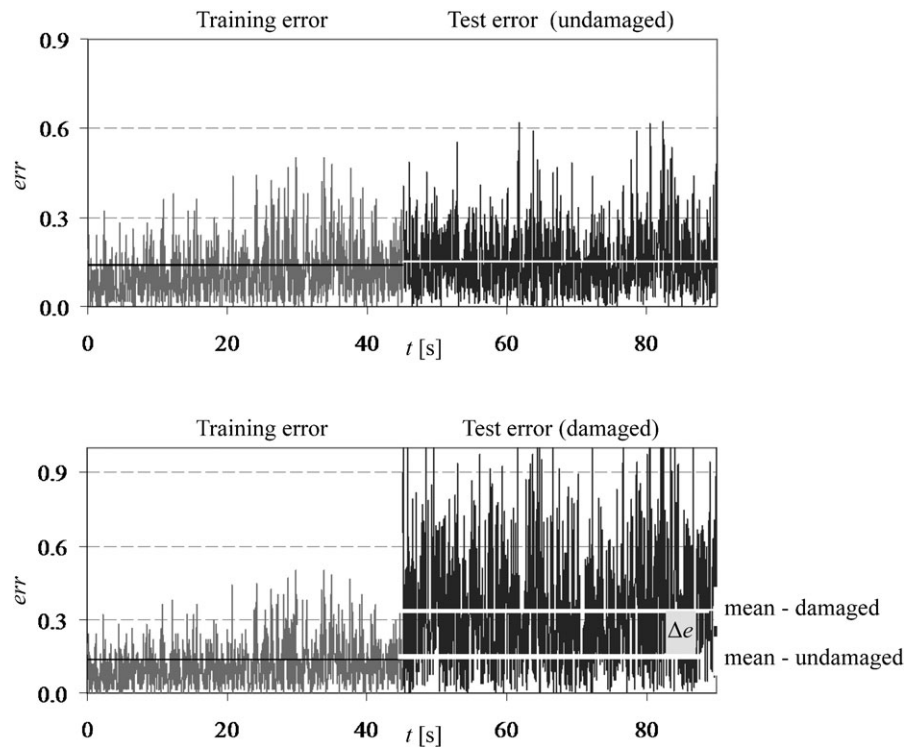 Training error Test error (undamaged)
0.9
0.6
err
0.3
0.0
0 20 40 t [s] 60 80
Training error Test error (damaged)
0.9
0.6
err
0.3
mean - damaged
Δe
mean - undamaged
0.0
0 20 40 t [s] 60 80